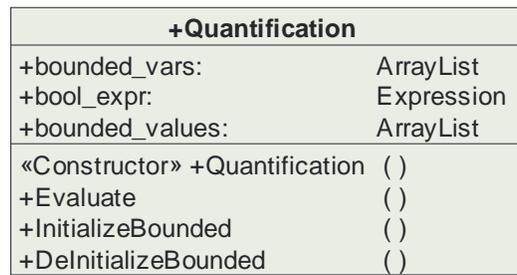 +Quantification
+bounded_vars: ArrayList
+bool_expr: Expression
+bounded_values: ArrayList
«Constructor» +Quantification ( )
+Evaluate ( )
+InitializeBounded ( )
+DeInitializeBounded ( )